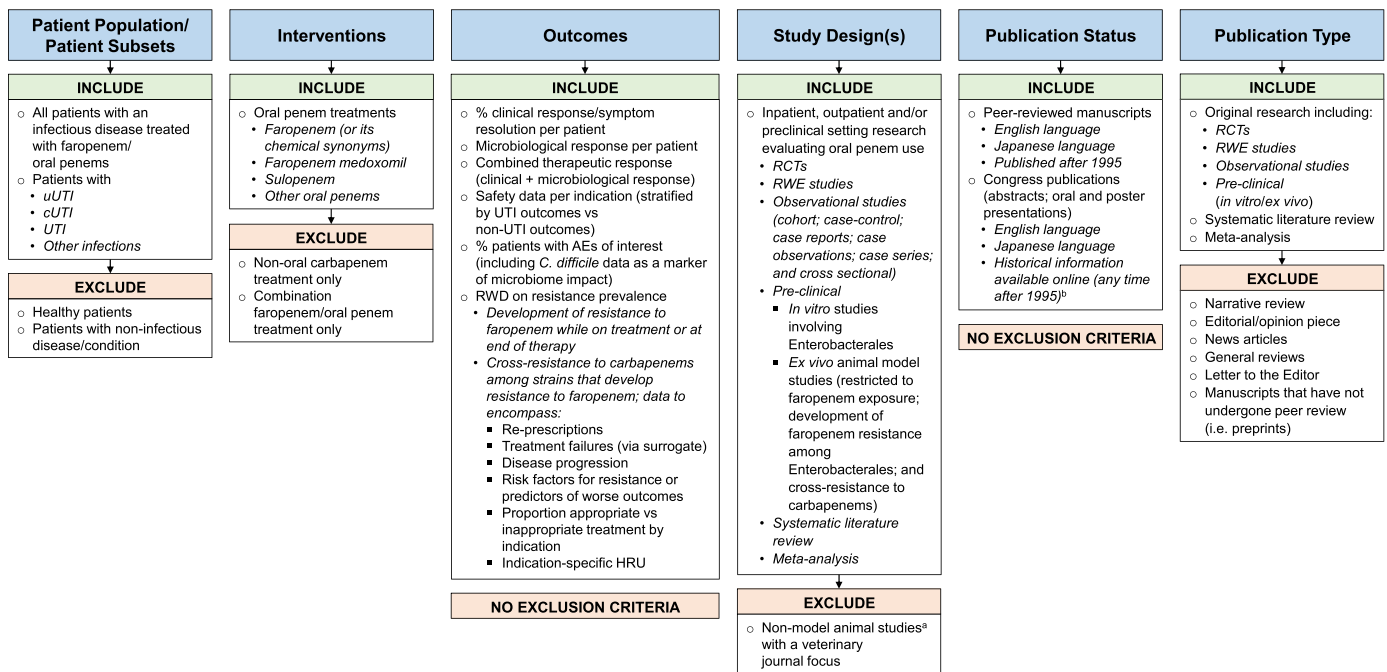 Patient Population/
Patient Subsets
INCLUDE
○ All patients with an
infectious disease treated
with faropenem/
oral penems
○ Patients with
• uUTI
• cUTI
• UTI
• Other infections
EXCLUDE
○ Healthy patients
○ Patients with non-infectious
disease/condition
Interventions
INCLUDE
○ Oral penem treatments
• Faropenem (or its
chemical synonyms)
• Faropenem medoxomil
• Sulopenem
• Other oral penems
EXCLUDE
○ Non-oral carbapenem
treatment only
○ Combination
faropenem/oral penem
treatment only
Outcomes
INCLUDE
○ % clinical response/symptom
resolution per patient
○ Microbiological response per patient
○ Combined therapeutic response
(clinical + microbiological response)
○ Safety data per indication (stratified
by UTI outcomes vs
non-UTI outcomes)
○ % patients with AEs of interest
(including C. difficile data as a marker
of microbiome impact)
○ RWD on resistance prevalence
• Development of resistance to
faropenem while on treatment or at
end of therapy
• Cross-resistance to carbapenems
among strains that develop
resistance to faropenem; data to
encompass:
▪ Re-prescriptions
▪ Treatment failures (via surrogate)
▪ Disease progression
▪ Risk factors for resistance or
predictors of worse outcomes
▪ Proportion appropriate vs
inappropriate treatment by
indication
▪ Indication-specific HRU
NO EXCLUSION CRITERIA
Study Design(s)
INCLUDE
○ Inpatient, outpatient and/or
preclinical setting research
evaluating oral penem use
• RCTs
• RWE studies
• Observational studies
(cohort; case-control;
case reports; case
observations; case series;
and cross sectional)
• Pre-clinical
▪ In vitro studies
involving
Enterobacterales
▪ Ex vivo animal model
studies (restricted to
faropenem exposure;
development of
faropenem resistance
among
Enterobacterales; and
cross-resistance to
carbapenems)
• Systematic literature
review
• Meta-analysis
EXCLUDE
○ Non-model animal studiesᵃ
with a veterinary
journal focus
Publication Status
INCLUDE
○ Peer-reviewed manuscripts
• English language
• Japanese language
• Published after 1995
○ Congress publications
(abstracts; oral and poster
presentations)
• English language
• Japanese language
• Historical information
available online (any time
after 1995)ᵇ
NO EXCLUSION CRITERIA
Publication Type
INCLUDE
○ Original research including:
• RCTs
• RWE studies
• Observational studies
• Pre-clinical
(in vitro/ex vivo)
○ Systematic literature review
○ Meta-analysis
EXCLUDE
○ Narrative review
○ Editorial/opinion piece
○ News articles
○ General reviews
○ Letter to the Editor
○ Manuscripts that have not
undergone peer review
(i.e. preprints)